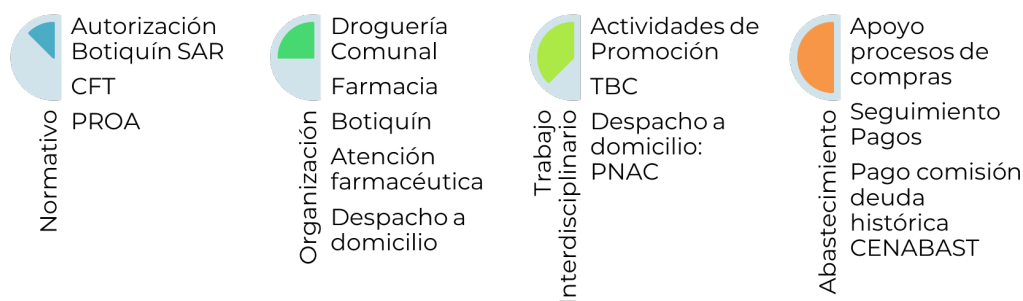 Normativo
Autorización
Botiquín SAR
CFT
PROA
Organización
Droguería
Comunal
Farmacia
Botiquín
Atención
farmacéutica
Despacho a
domicilio
Trabajo
Interdisciplinario
Actividades de
Promoción
TBC
Despacho a
domicilio:
PNAC
Abastecimiento
Apoyo
procesos de
compras
Seguimiento
Pagos
Pago comisión
deuda
histórica
CENABAST